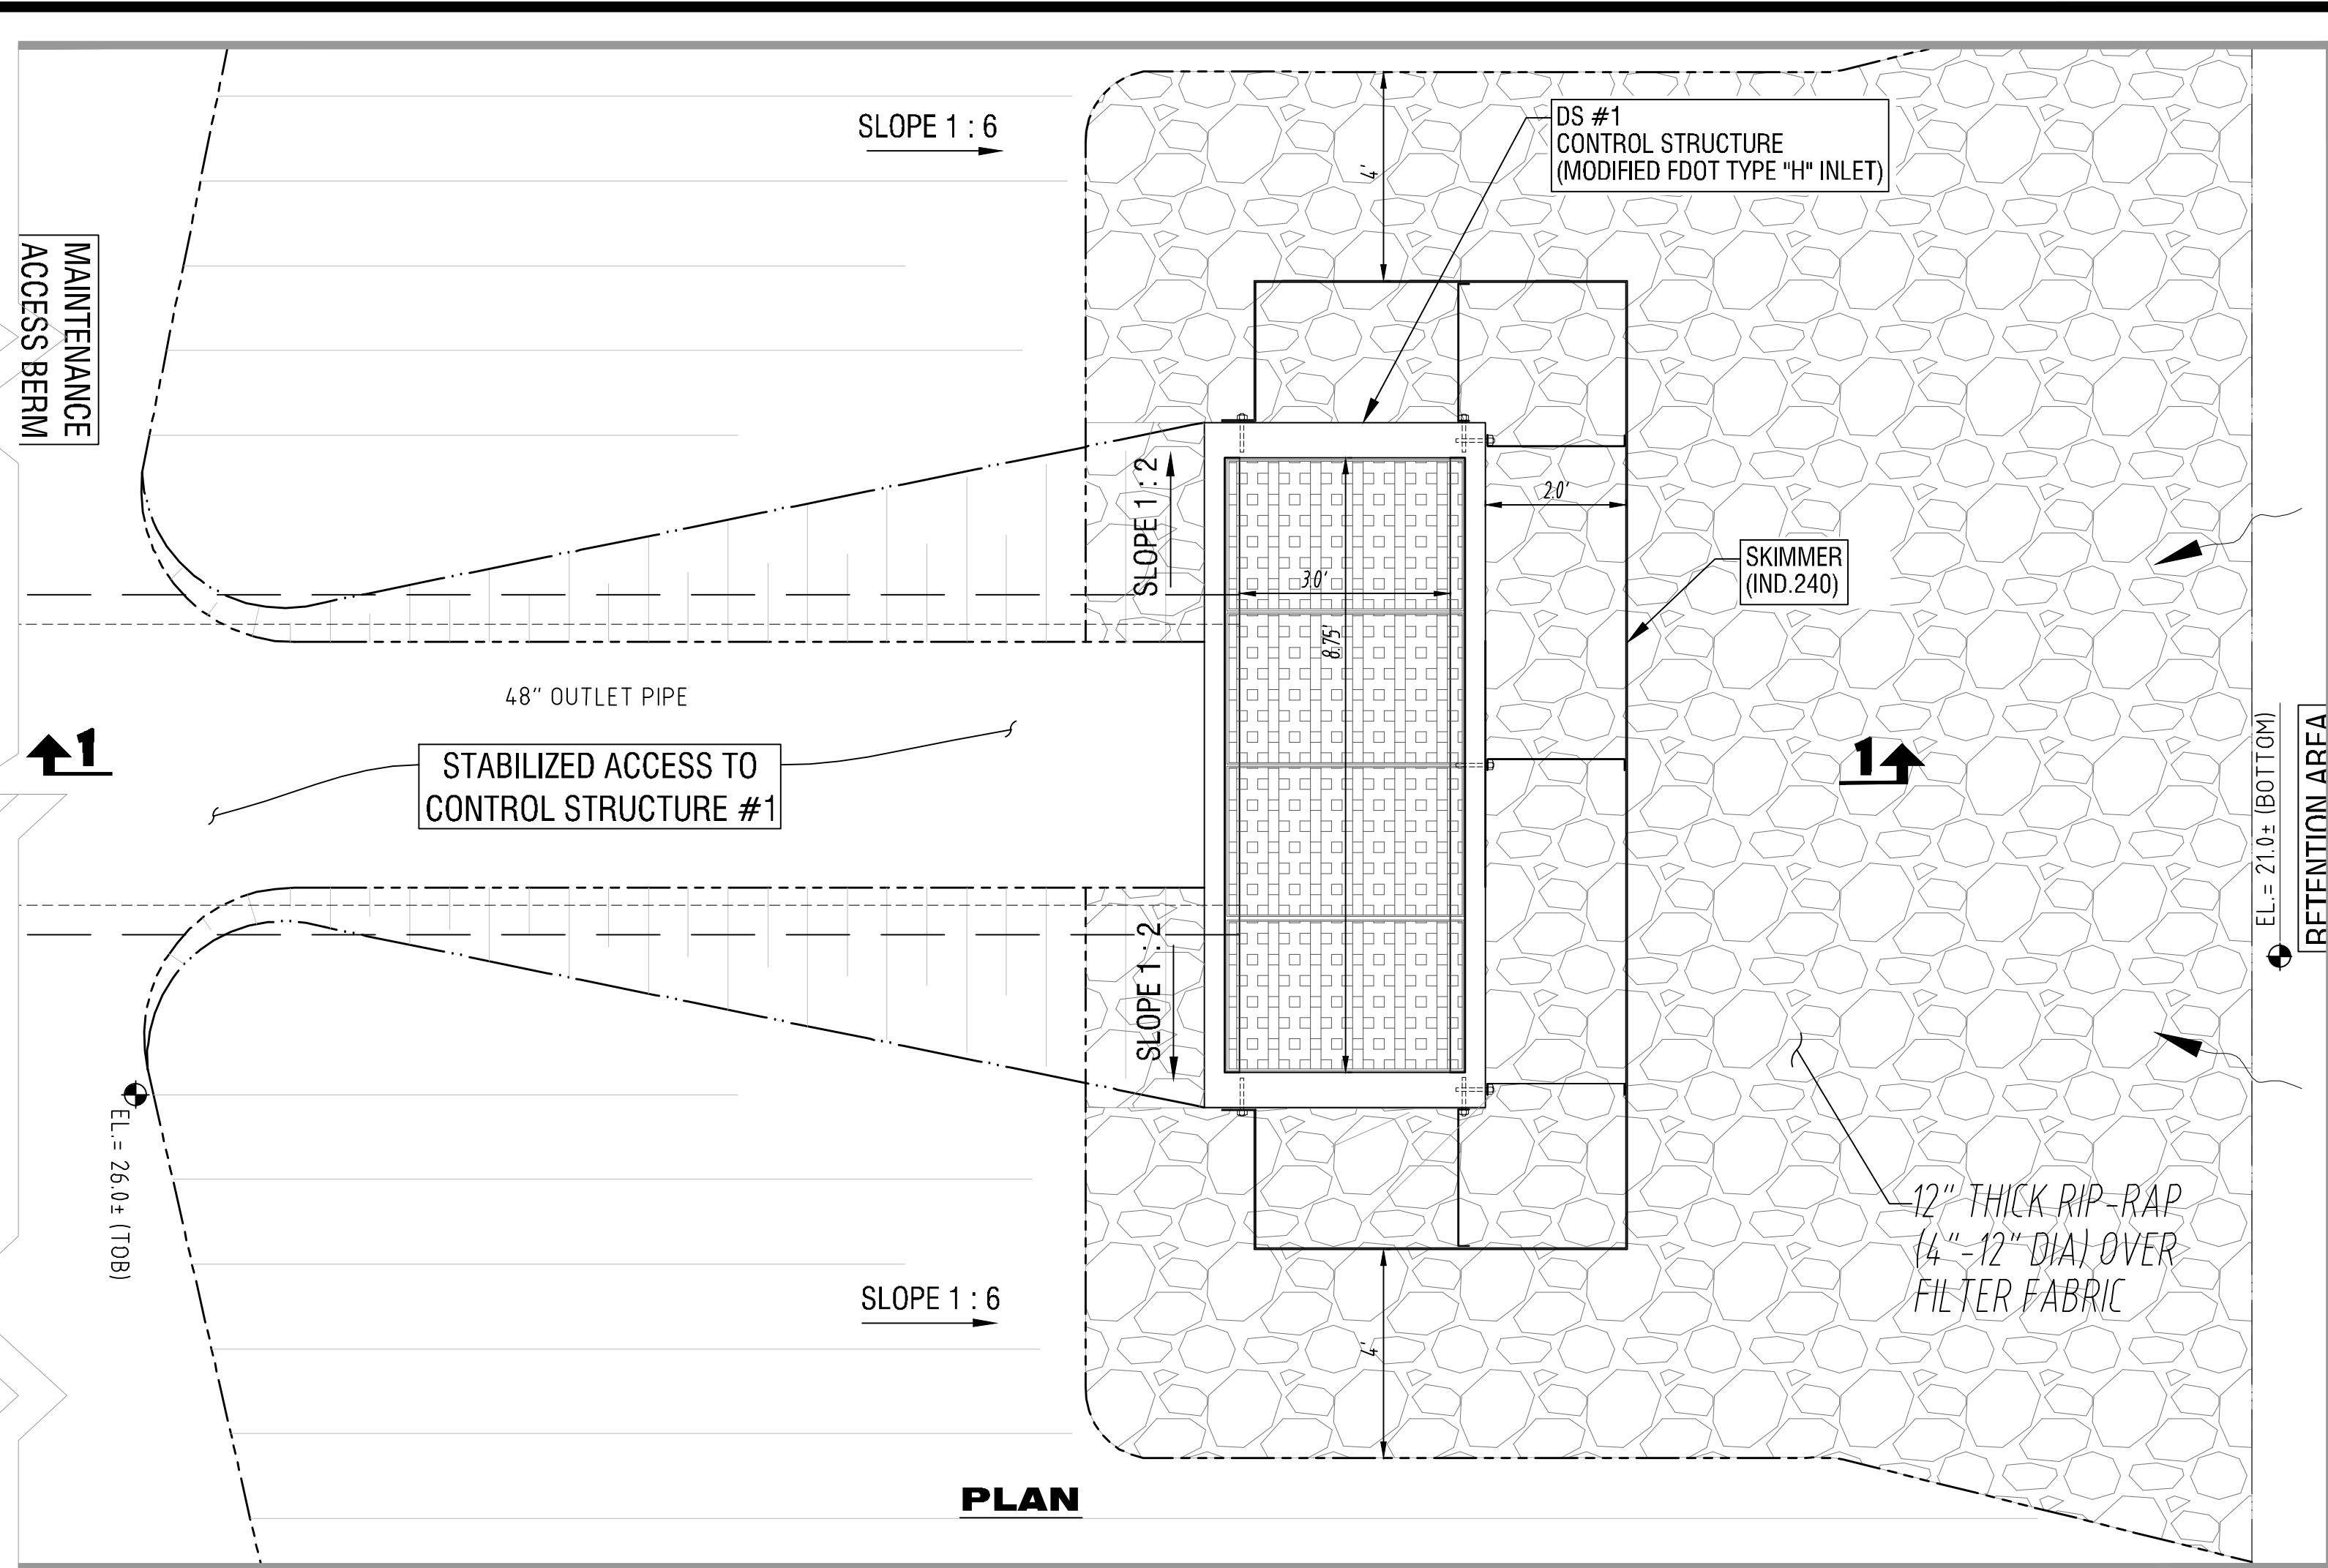 SLOPE 1 : 6
DS #1
CONTROL STRUCTURE
(MODIFIED FDOT TYPE "H" INLET)
4'
MAINTENANCE
ACCESS BERM
SLOPE 1 : 2
2.0'
3.0'
8.75'
SKIMMER
(IND.240)
48" OUTLET PIPE
STABILIZED ACCESS TO
CONTROL STRUCTURE #1
1
1
EL.= 21.0± (BOTTOM)
RETENTION AREA
SLOPE 1 : 2
EL.= 26.0± (TOB)
12" THICK RIP-RAP
(4"-12" DIA) OVER
FILTER FABRIC
SLOPE 1 : 6
4'
PLAN